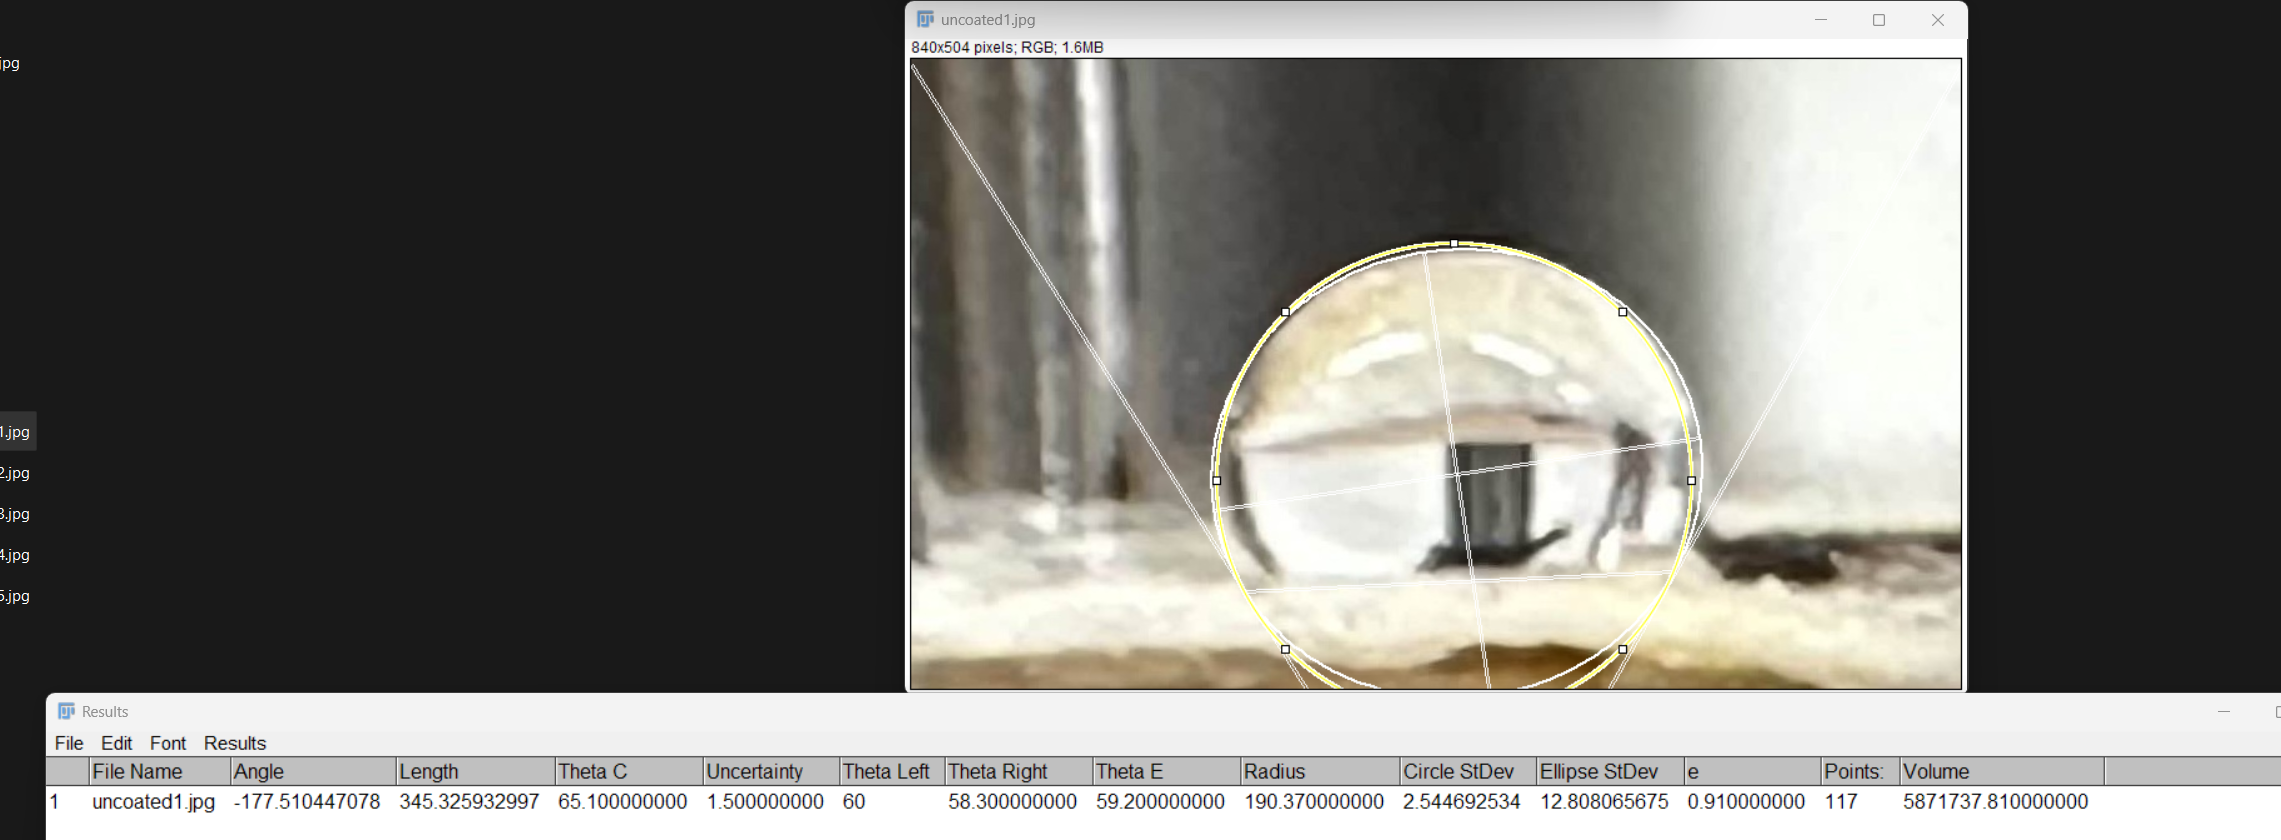 uncoated1.jpg
840x504 pixels; RGB; 1.6MB
jpg
1.jpg
2.jpg
3.jpg
4.jpg
5.jpg
Results
File Edit Font Results
File Name Angle Length Theta C Uncertainty Theta Left Theta Right Theta E Radius Circle StDev Ellipse StDev e Points: Volume
1 uncoated1.jpg -177.510447078 345.325932997 65.100000000 1.500000000 60 58.300000000 59.200000000 190.370000000 2.544692534 12.808065675 0.910000000 117 5871737.810000000